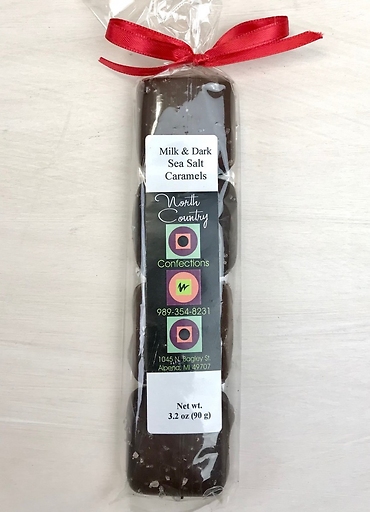 Milk & Dark
Sea Salt
Caramels
North
Country
Confections
989-354-8231
1045 N. Bagley St
Alpena, MI 49707
Net wt.
3.2 oz (90 g)